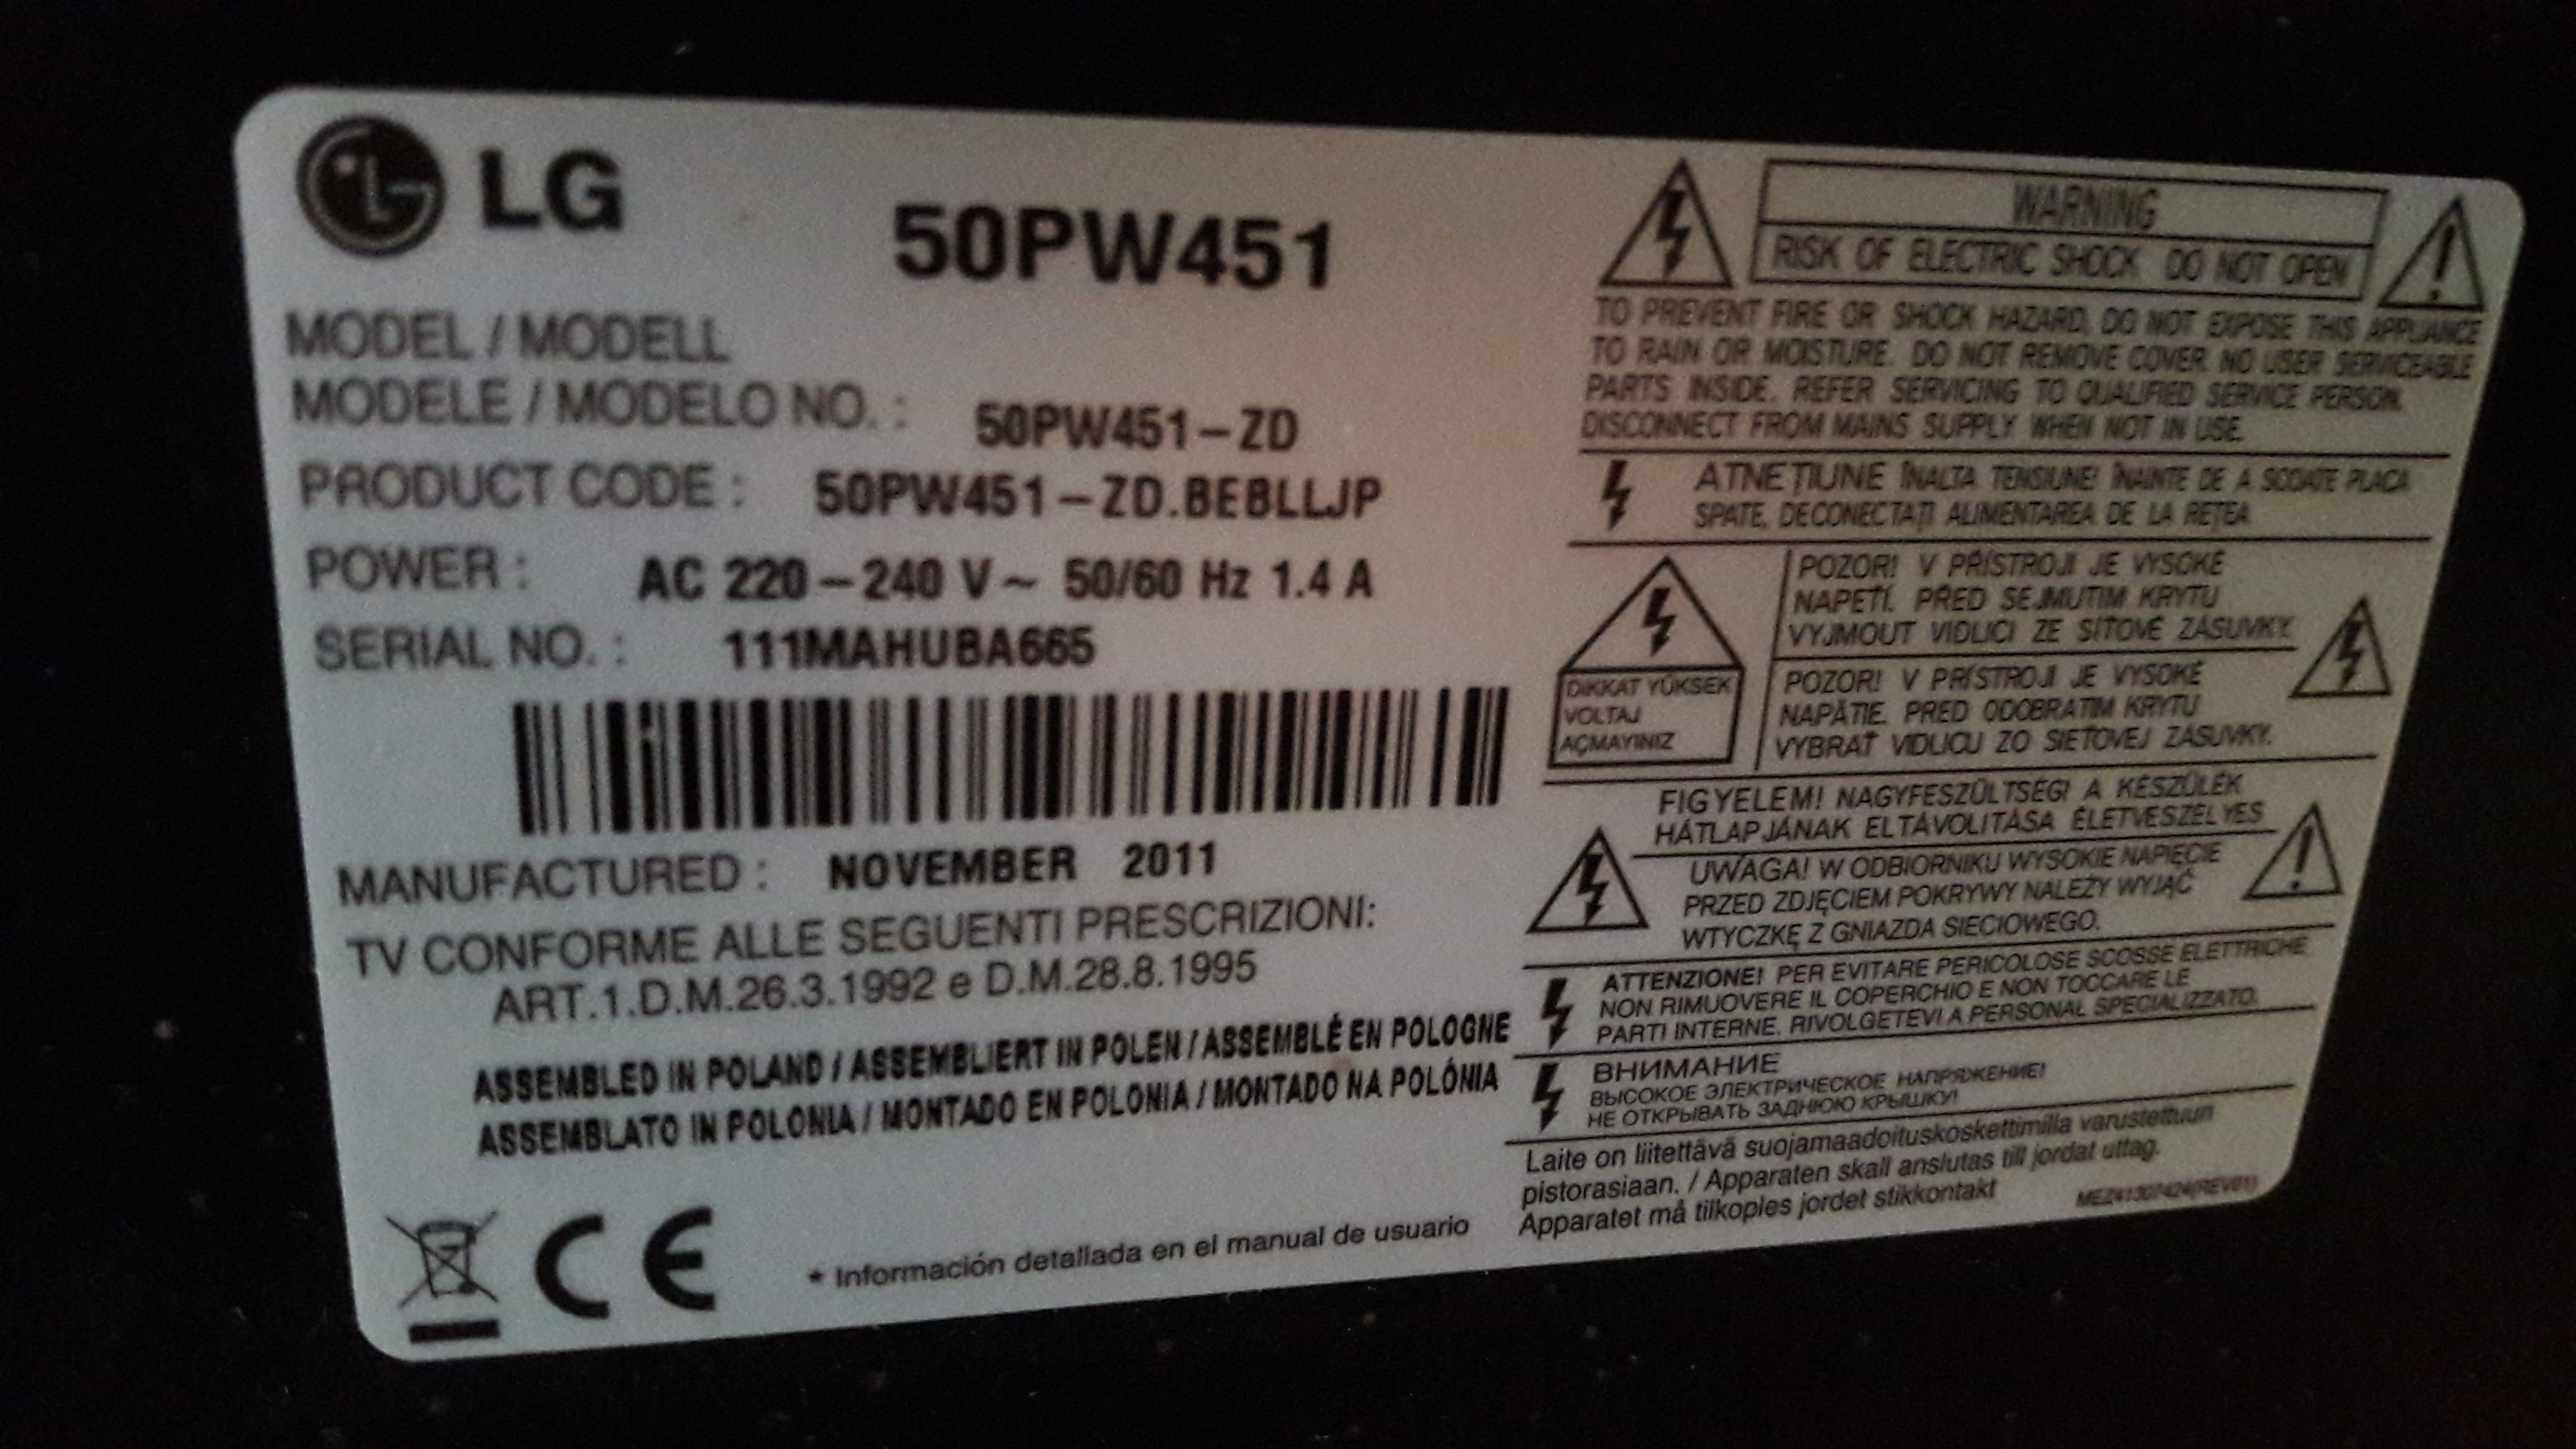 LG
50PW451
MODEL / MODELL
MODELE / MODELO NO. : 50PW451-ZD
PRODUCT CODE : 50PW451-ZD.BEBLLJP
POWER : AC 220-240 V~ 50/60 Hz 1.4 A
SERIAL NO. : 111MAHUBA665
MANUFACTURED : NOVEMBER 2011
TV CONFORME ALLE SEGUENTI PRESCRIZIONI:
ART.1.D.M.26.3.1992 e D.M.28.8.1995
ASSEMBLED IN POLAND / ASSEMBLIERT IN POLEN / ASSEMBLÉ EN POLOGNE
ASSEMBLATO IN POLONIA / MONTADO EN POLONIA / MONTADO NA POLÓNIA
CE
* Información detallada en el manual de usuario
WARNING
RISK OF ELECTRIC SHOCK DO NOT OPEN
TO PREVENT FIRE OR SHOCK HAZARD, DO NOT EXPOSE THIS APPLIANCE
TO RAIN OR MOISTURE. DO NOT REMOVE COVER. NO USER SERVICEABLE
PARTS INSIDE. REFER SERVICING TO QUALIFIED SERVICE PERSON.
DISCONNECT FROM MAINS SUPPLY WHEN NOT IN USE.
ATNEŢIUNE ÎNALTA TENSIUNE! ÎNAINTE DE A SCOATE PLACA
SPATE, DECONECTAŢI ALIMENTAREA DE LA REŢEA
DIKKAT YÜKSEK
VOLTAJ
AÇMAYINIZ
POZOR! V PŘÍSTROJI JE VYSOKÉ
NAPĚTÍ. PŘED SEJMUTIM KRYTU
VYJMOUT VIDLICI ZE SÍŤOVÉ ZÁSUVKY.
POZOR! V PRÍSTROJI JE VYSOKÉ
NAPÄTIE. PRED ODOBRATIM KRYTU
VYBRAŤ VIDLICU ZO SIEŤOVEJ ZÁSUVKY.
FIGYELEM! NAGYFESZÜLTSÉG! A KÉSZÜLÉK
HÁTLAPJÁNAK ELTÁVOLITÁSA ÉLETVESZÉLYES
UWAGA! W ODBIORNIKU WYSOKIE NAPIĘCIE
PRZED ZDJĘCIEM POKRYWY NALEŻY WYJĄĆ
WTYCZKĘ Z GNIAZDA SIECIOWEGO.
ATTENZIONE! PER EVITARE PERICOLOSE SCOSSE ELETTRICHE
NON RIMUOVERE IL COPERCHIO E NON TOCCARE LE
PARTI INTERNE. RIVOLGETEVI A PERSONAL SPECIALIZZATO.
ВНИМАНИЕ
ВЫСОКОЕ ЭЛЕКТРИЧЕСКОЕ НАПРЯЖЕНИЕ!
НЕ ОТКРЫВАТЬ ЗАДНЮЮ КРЫШКУ!
Laite on liitettävä suojamaadoituskoskettimilla varustettuun
pistorasiaan. / Apparaten skall anslutas till jordat uttag.
Apparatet må tilkoples jordet stikkontakt